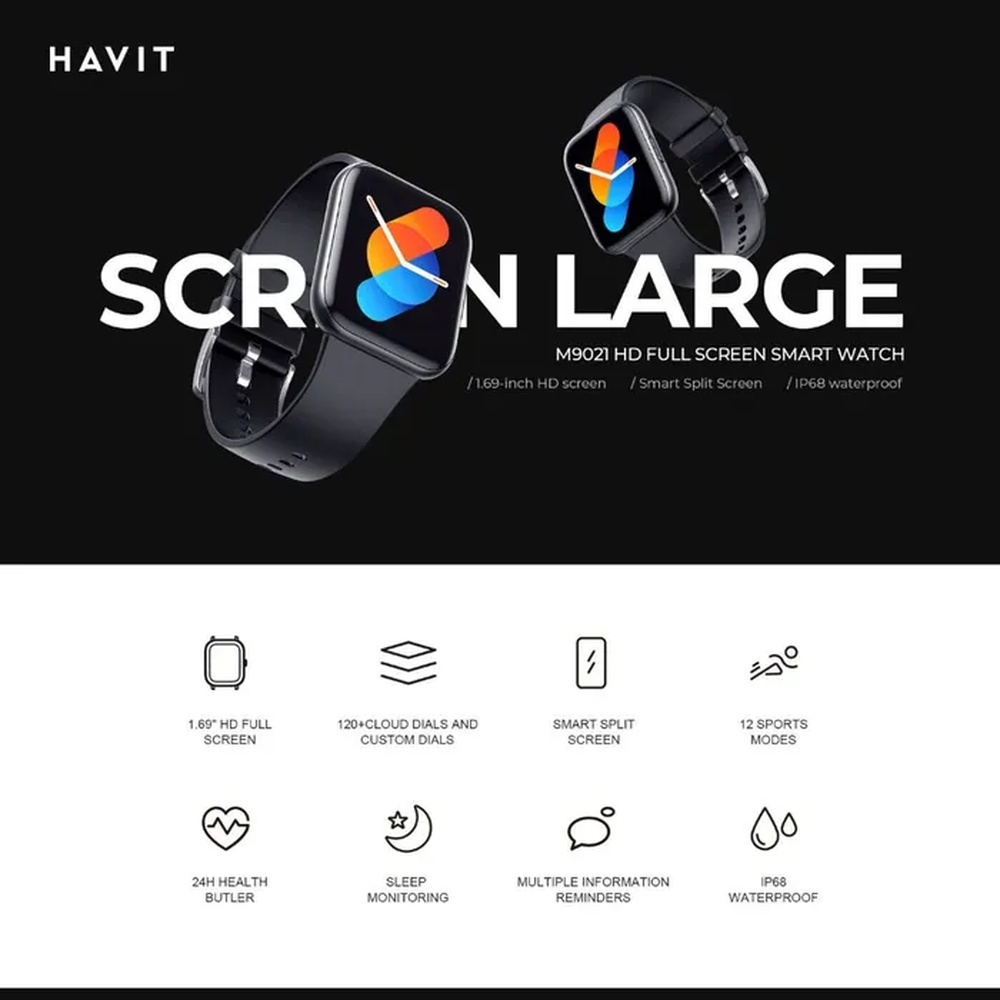 HAVIT
SCREEN LARGE
M9021 HD FULL SCREEN SMART WATCH
/ 1.69-inch HD screen / Smart Split Screen / IP68 waterproof
1.69" HD FULL
SCREEN
120+CLOUD DIALS AND
CUSTOM DIALS
SMART SPLIT
SCREEN
12 SPORTS
MODES
24H HEALTH
BUTLER
SLEEP
MONITORING
MULTIPLE INFORMATION
REMINDERS
IP68
WATERPROOF